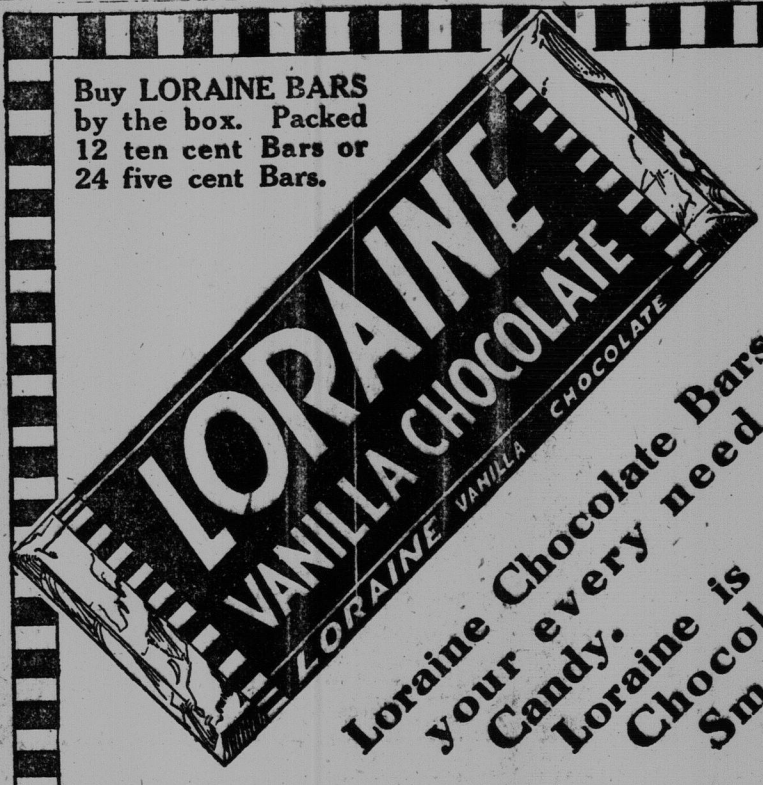 Buy LORAINE BARS
by the box. Packed
12 ten cent Bars or
24 five cent Bars.
LORAINE
VANILLA CHOCOLATE
LORAINE VANILLA CHOCOLATE
Loraine Chocolate Bars
your every need
Candy.
Loraine is